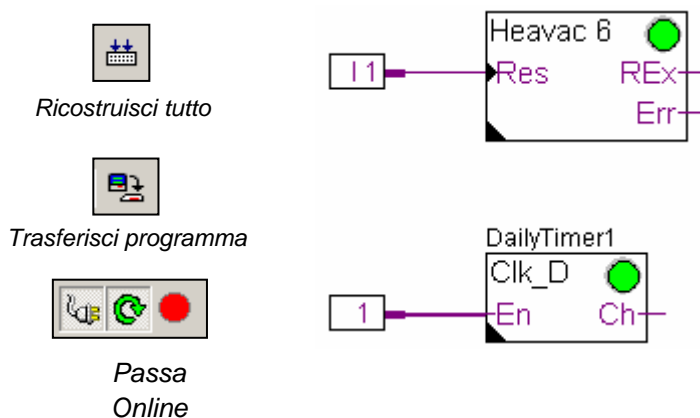 Ricostruisci tutto
Trasferisci programma
Passa
Online
Heavac 6
I 1
Res REx
Err
DailyTimer1
Clk_D
1
En Ch